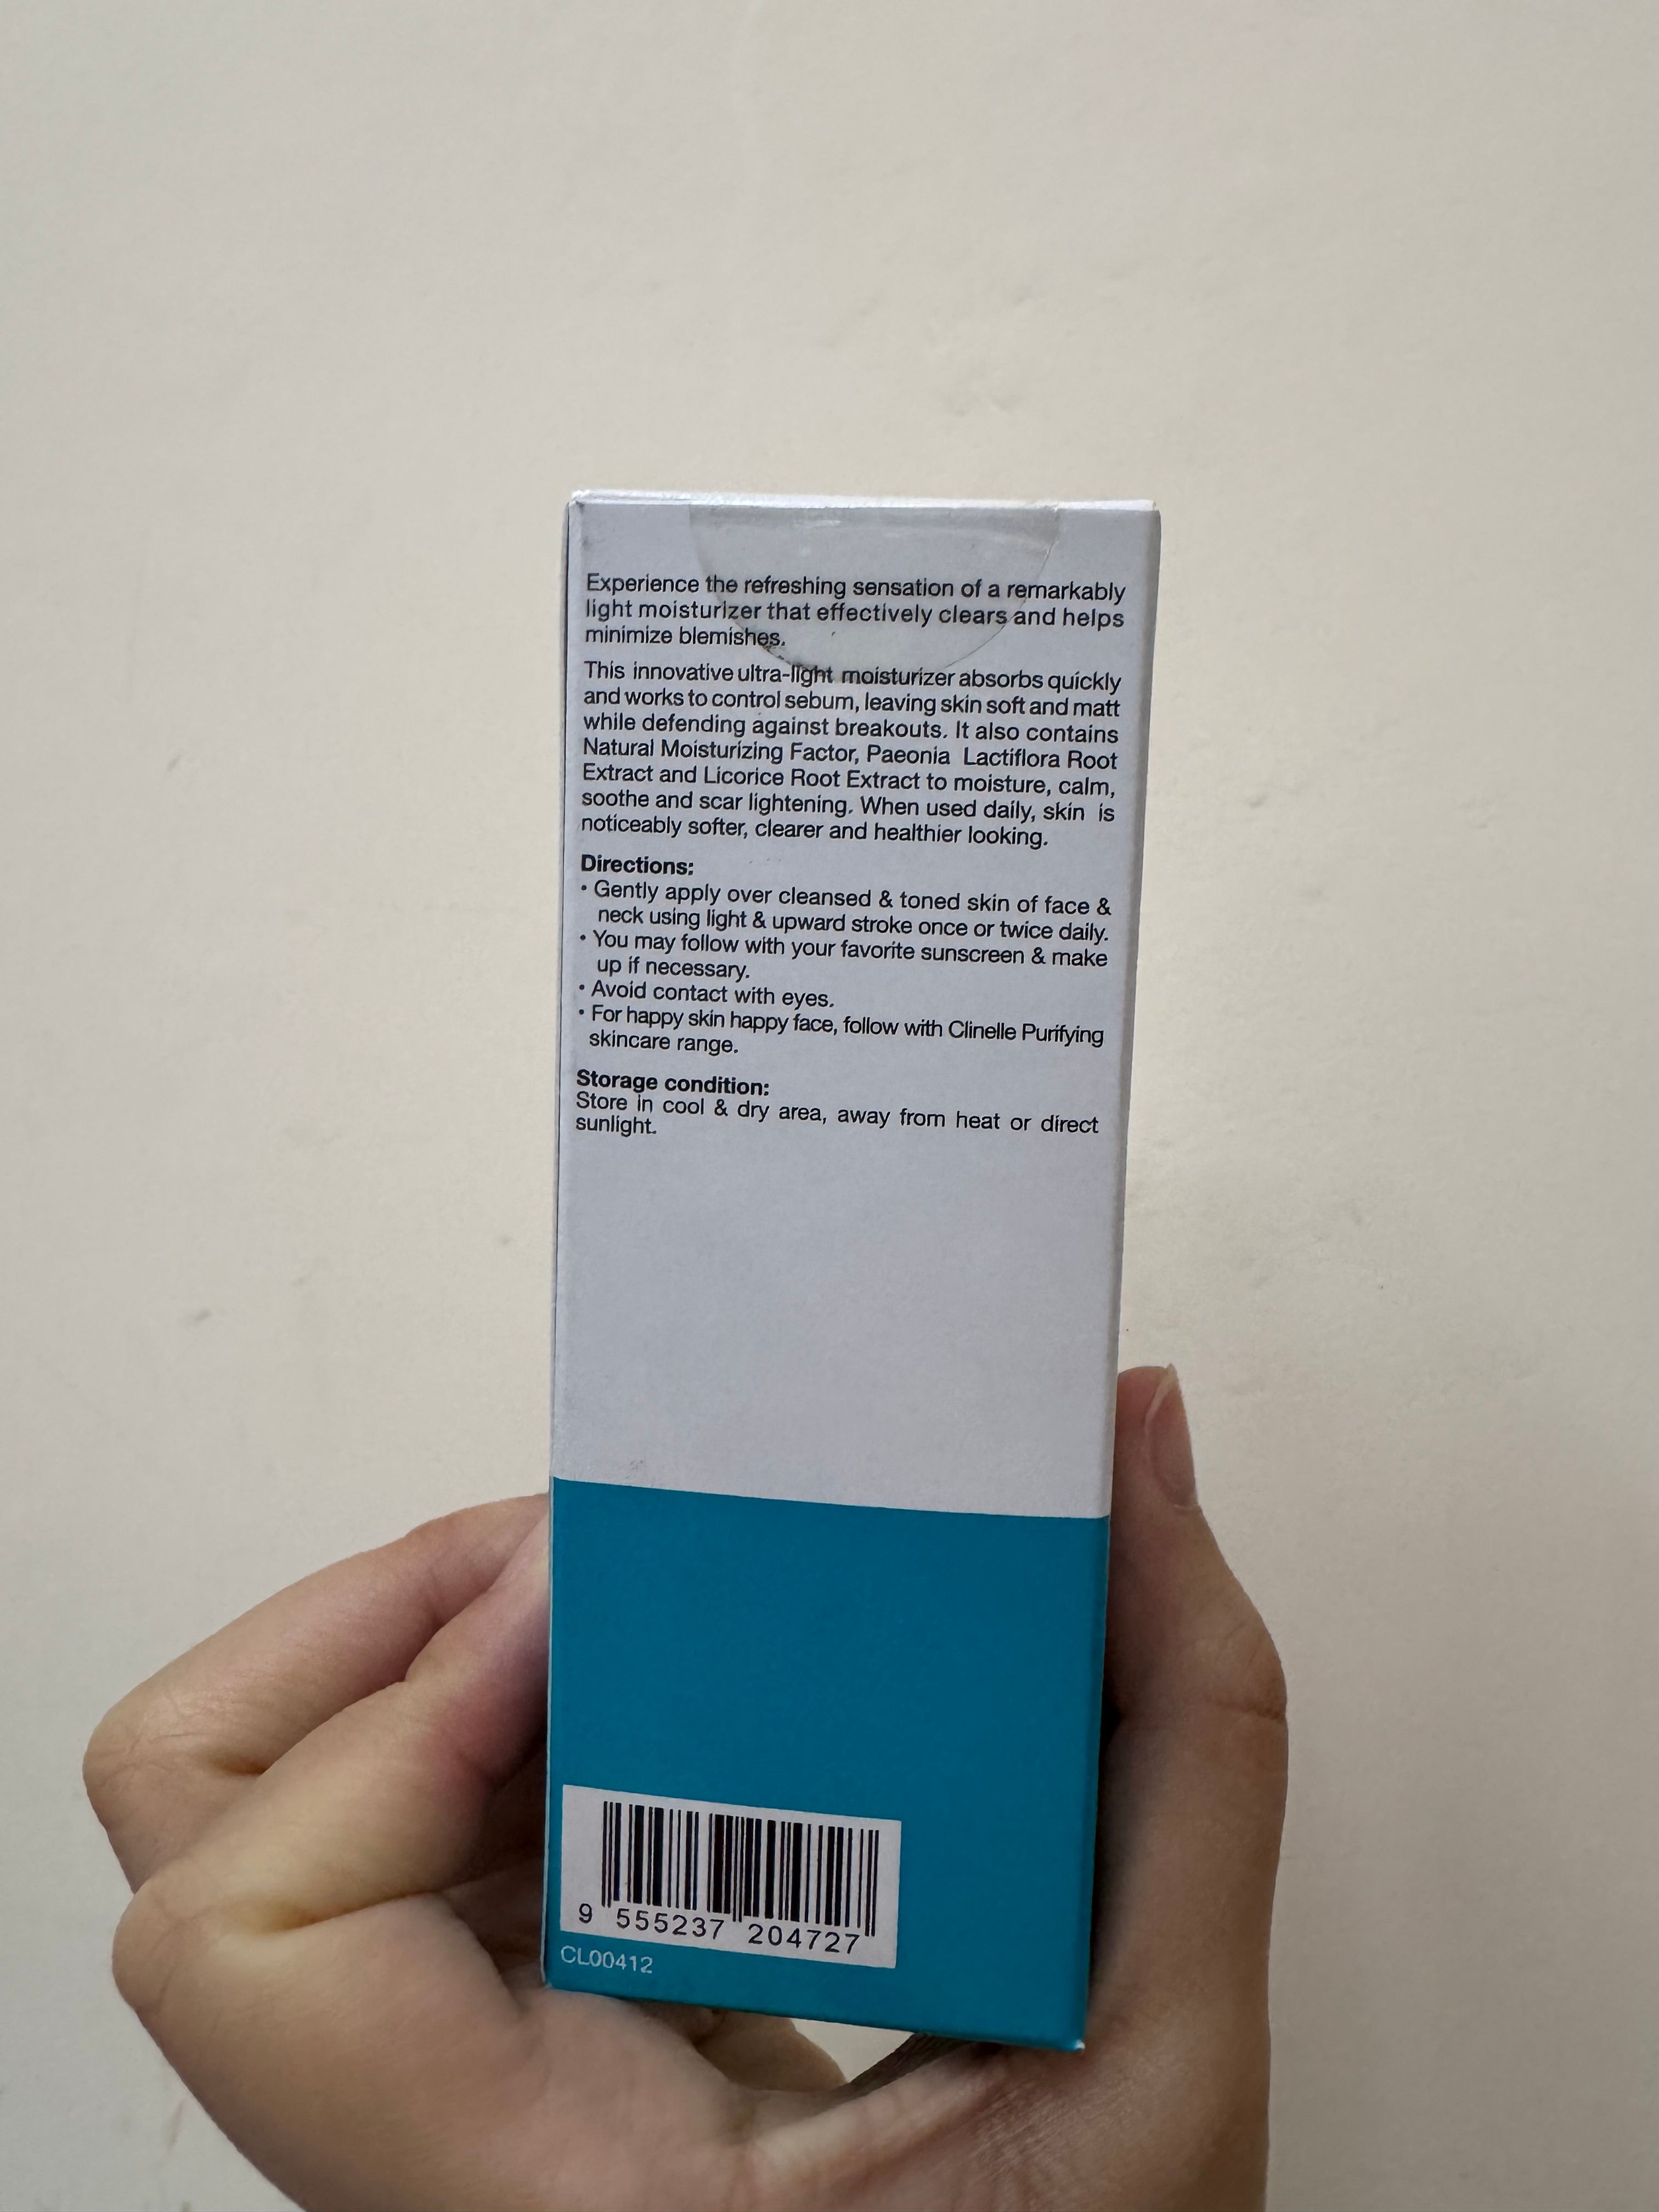 Experience the refreshing sensation of a remarkably
light moisturizer that effectively clears and helps
minimize blemishes.
This innovative ultra-light moisturizer absorbs quickly
and works to control sebum, leaving skin soft and matt
while defending against breakouts. It also contains
Natural Moisturizing Factor, Paeonia Lactiflora Root
Extract and Licorice Root Extract to moisture, calm,
soothe and scar lightening. When used daily, skin is
noticeably softer, clearer and healthier looking.
Directions:
• Gently apply over cleansed & toned skin of face &
neck using light & upward stroke once or twice daily.
• You may follow with your favorite sunscreen & make
up if necessary.
• Avoid contact with eyes.
• For happy skin happy face, follow with Clinelle Purifying
skincare range.
Storage condition:
Store in cool & dry area, away from heat or direct
sunlight.
9 555237 204727
CL00412